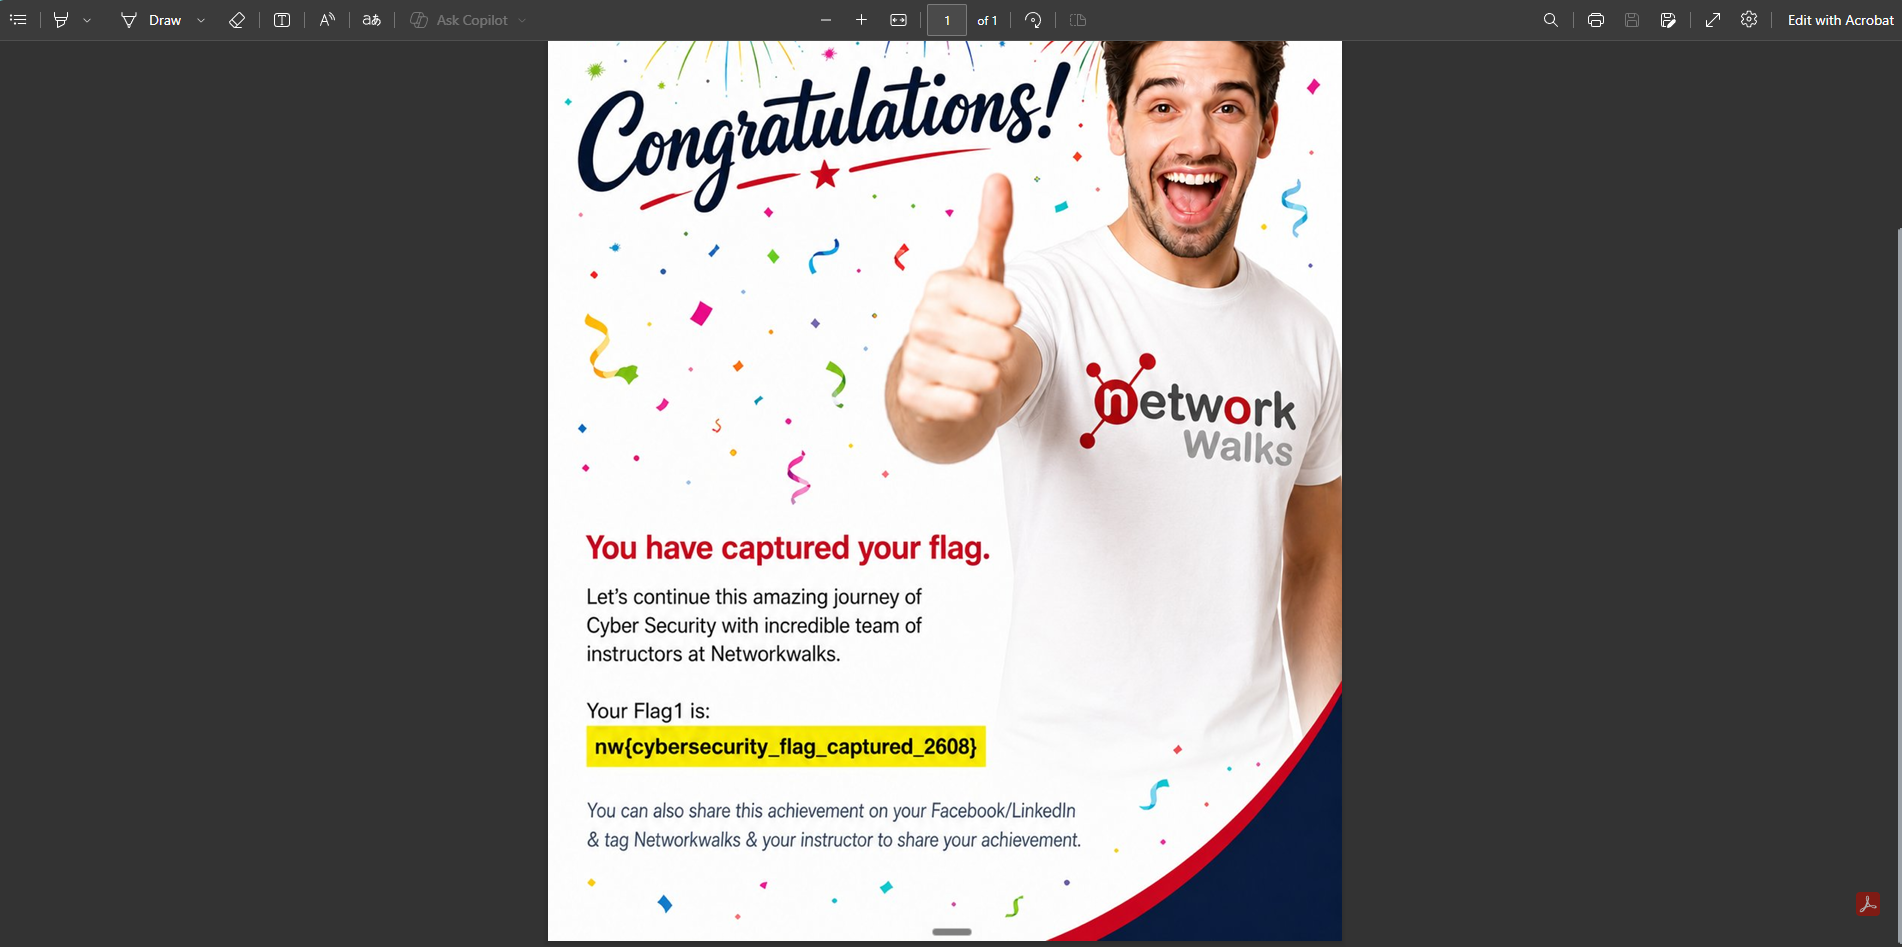 Draw
aあ
Ask Copilot
1
of 1
Edit with Acrobat
Congratulations!
network
Walks
You have captured your flag.
Let's continue this amazing journey of
Cyber Security with incredible team of
instructors at Networkwalks.
Your Flag1 is:
nw{cybersecurity_flag_captured_2608}
You can also share this achievement on your Facebook/LinkedIn
& tag Networkwalks & your instructor to share your achievement.